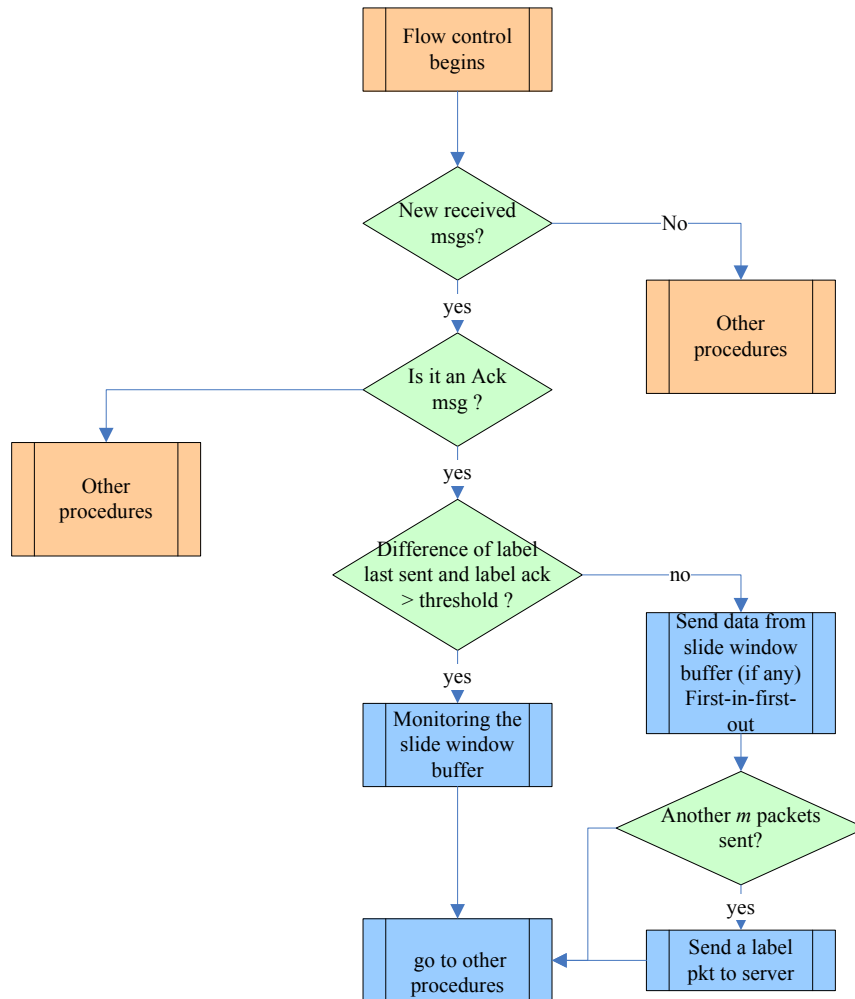 Flow control
begins
New received
msgs?
No
Other
procedures
yes
Is it an Ack
msg ?
Other
procedures
yes
Difference of label
last sent and label ack
> threshold ?
no
Send data from
slide window
buffer (if any)
First-in-first-
out
yes
Monitoring the
slide window
buffer
Another m packets
sent?
yes
Send a label
pkt to server
go to other
procedures